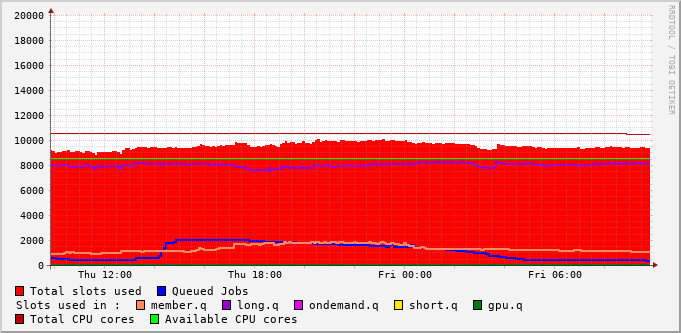 RRDTOOL / TOBI OETIKER
20000
18000
16000
14000
12000
10000
8000
6000
4000
2000
0
Thu 12:00 Thu 18:00 Fri 00:00 Fri 06:00
Total slots used Queued Jobs
Slots used in : member.q long.q ondemand.q short.q gpu.q
Total CPU cores Available CPU cores